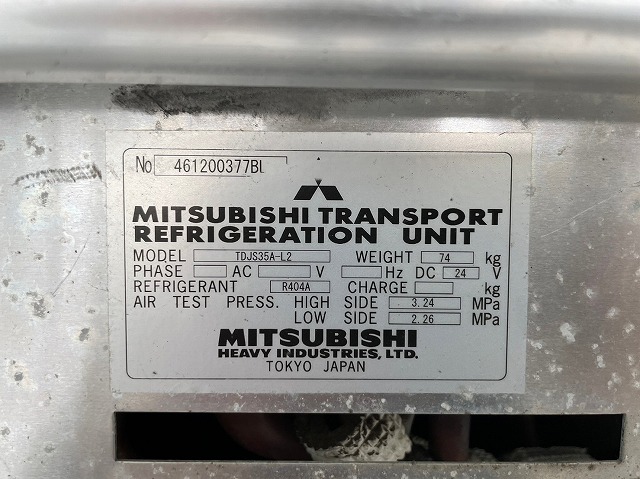 No 461200377BL
MITSUBISHI TRANSPORT
REFRIGERATION UNIT
MODEL TDJS35A-L2 WEIGHT 74 kg
PHASE AC V Hz DC 24 V
REFRIGERANT R404A CHARGE kg
AIR TEST PRESS. HIGH SIDE 3.24 MPa
LOW SIDE 2.26 MPa
MITSUBISHI
HEAVY INDUSTRIES, LTD.
TOKYO JAPAN